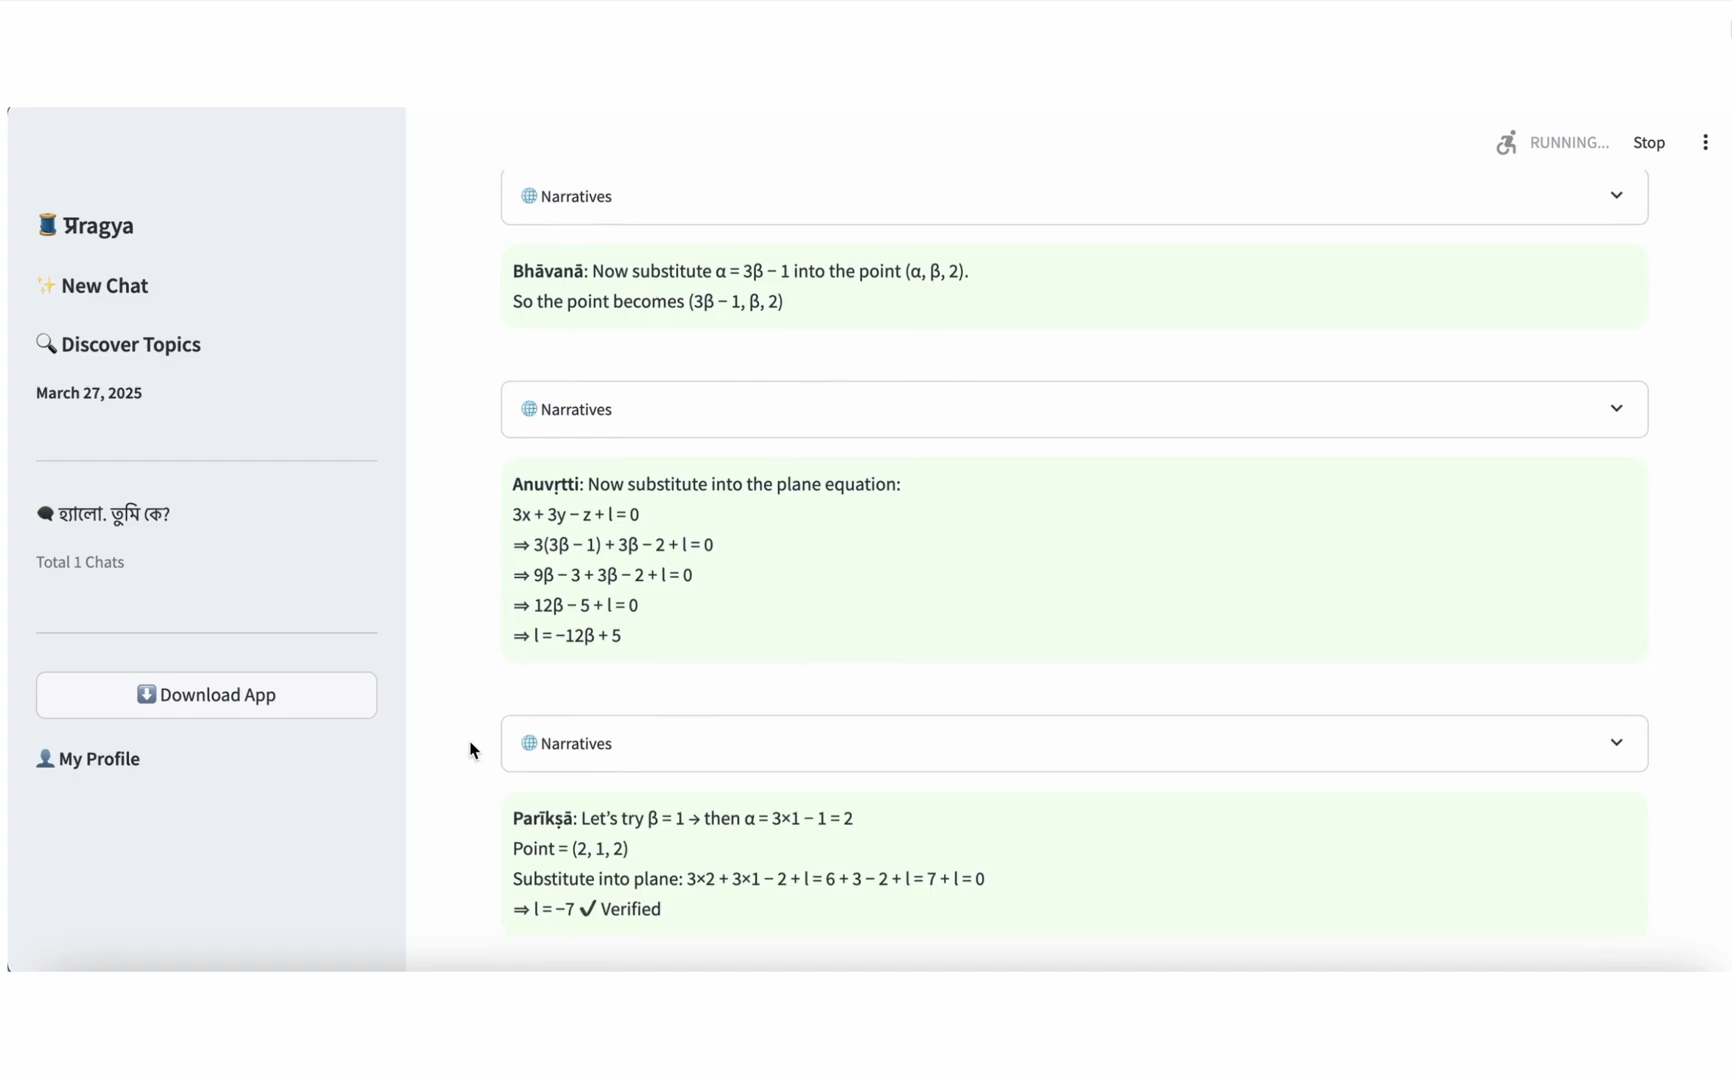 RUNNING...
Stop
प्रragya
New Chat
Discover Topics
March 27, 2025
হ্যালো. তুমি কে?
Total 1 Chats
Download App
My Profile
Narratives
Bhāvanā: Now substitute α = 3β − 1 into the point (α, β, 2).
So the point becomes (3β − 1, β, 2)
Narratives
Anuvṛtti: Now substitute into the plane equation:
3x + 3y − z + l = 0
⇒ 3(3β − 1) + 3β − 2 + l = 0
⇒ 9β − 3 + 3β − 2 + l = 0
⇒ 12β − 5 + l = 0
⇒ l = −12β + 5
Narratives
Parīkṣā: Let’s try β = 1 → then α = 3×1 − 1 = 2
Point = (2, 1, 2)
Substitute into plane: 3×2 + 3×1 − 2 + l = 6 + 3 − 2 + l = 7 + l = 0
⇒ l = −7 ✓ Verified